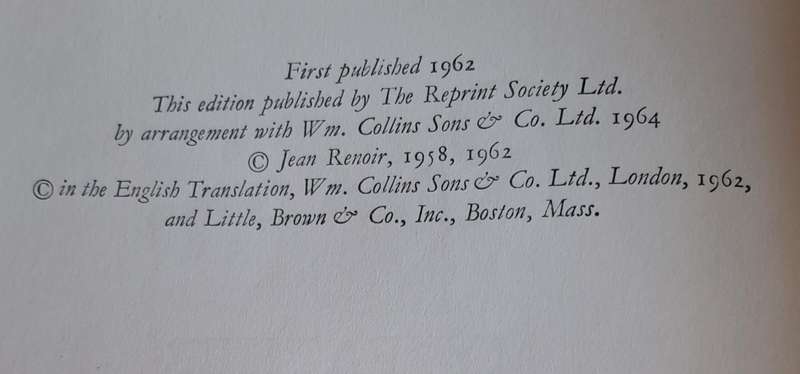 First published 1962
This edition published by The Reprint Society Ltd.
by arrangement with Wm. Collins Sons & Co. Ltd. 1964
© Jean Renoir, 1958, 1962
© in the English Translation, Wm. Collins Sons & Co. Ltd., London, 1962,
and Little, Brown & Co., Inc., Boston, Mass.